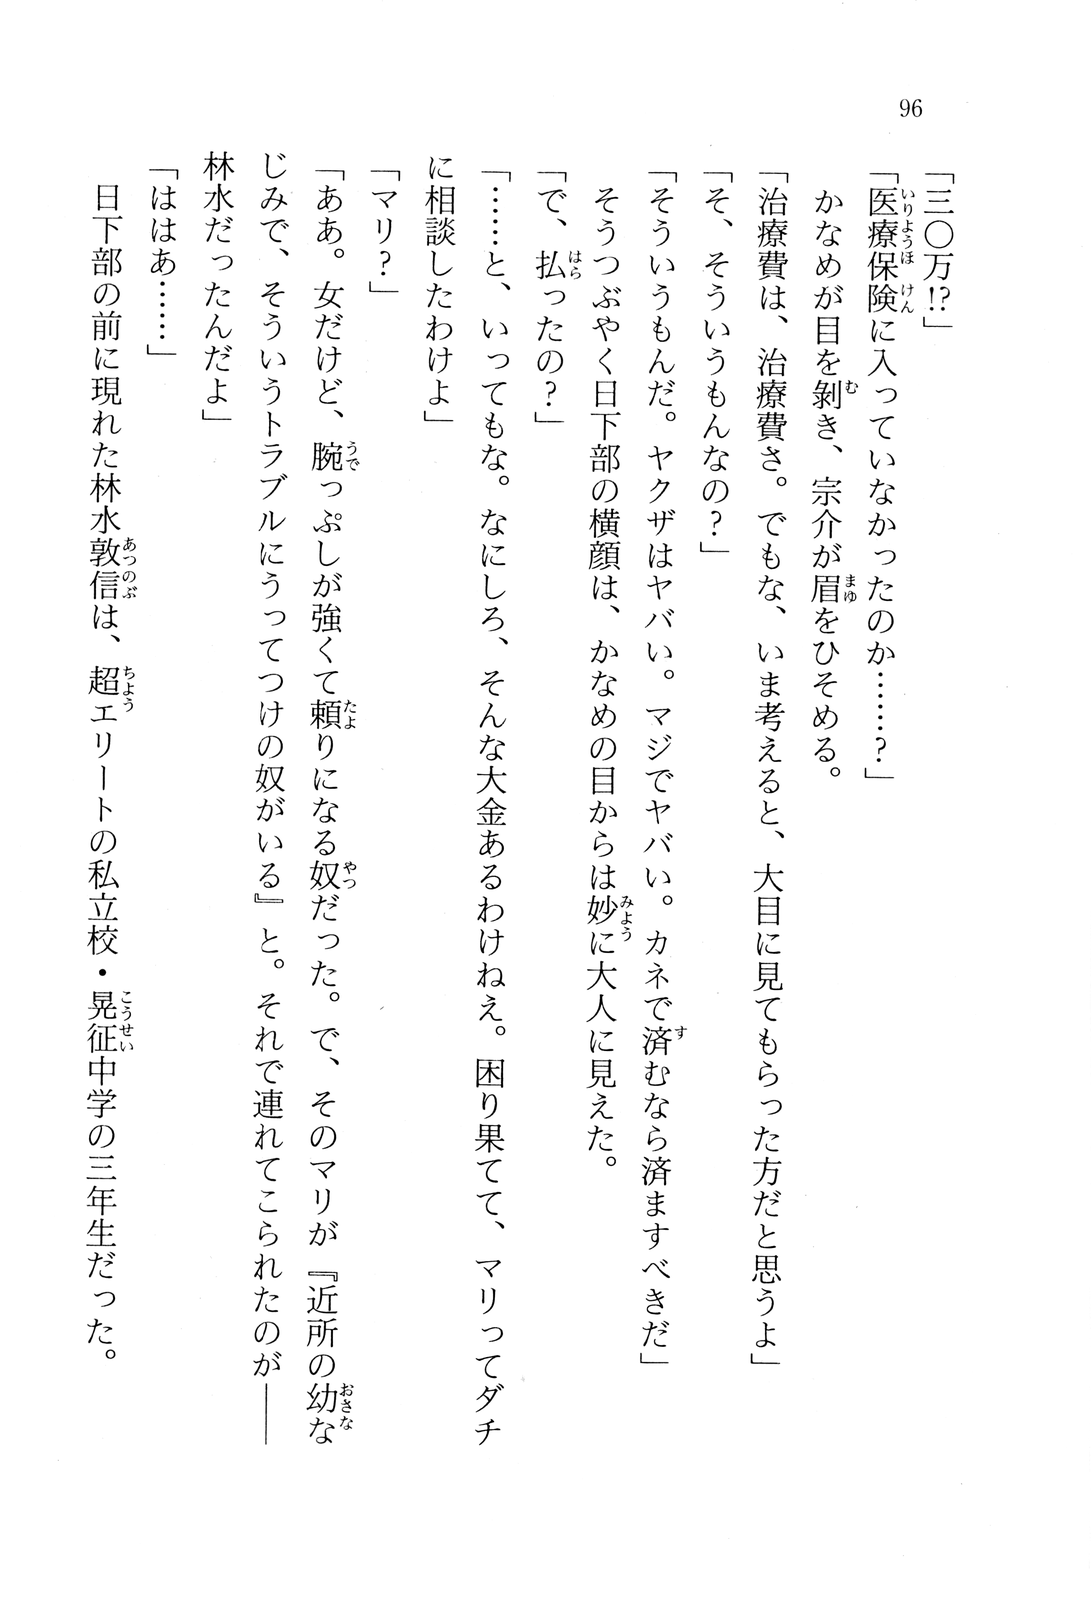 96
「三〇万!?」
「医療保険に入っていなかったのか……?」
かなめが目を剝き、宗介が眉をひそめる。
「治療費は、治療費さ。でもな、いま考えると、大目に見てもらった方だと思うよ」
「そ、そういうもんなの?」
「そういうもんだ。ヤクザはヤバい。マジでヤバい。カネで済むなら済ますべきだ」
そうつぶやく日下部の横顔は、かなめの目からは妙に大人に見えた。
「で、払ったの?」
「……と、いってもな。なにしろ、そんな大金あるわけねえ。困り果てて、マリってダチ
に相談したわけよ」
「マリ?」
「ああ。女だけど、腕っぷしが強くて頼りになる奴だった。で、そのマリが『近所の幼な
じみで、そういうトラブルにうってつけの奴がいる』と。それで連れてこられたのが――
林水だったんだよ」
「ははあ……」
日下部の前に現れた林水敦信は、超エリートの私立校・晃征中学の三年生だった。